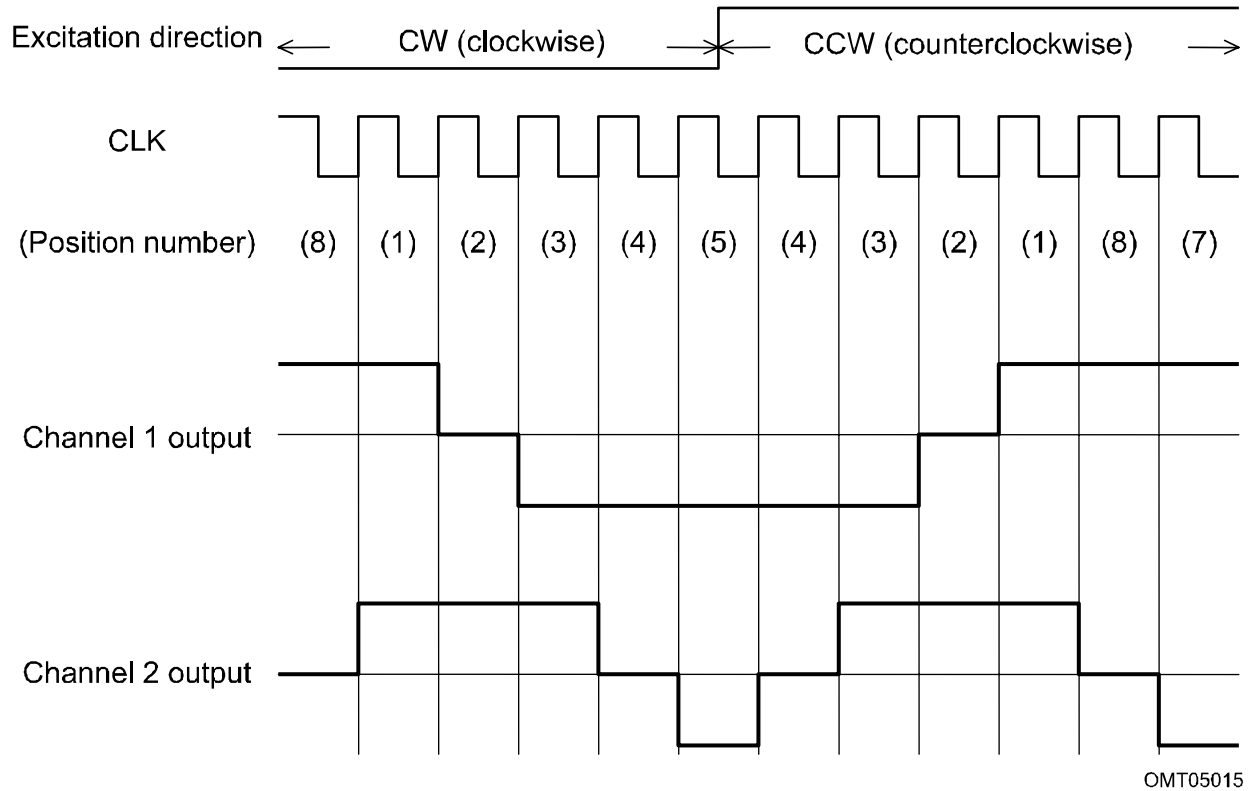 Excitation direction CW (clockwise) CCW (counterclockwise)
CLK
(Position number) (8) (1) (2) (3) (4) (5) (4) (3) (2) (1) (8) (7)
Channel 1 output
Channel 2 output
OMT05015